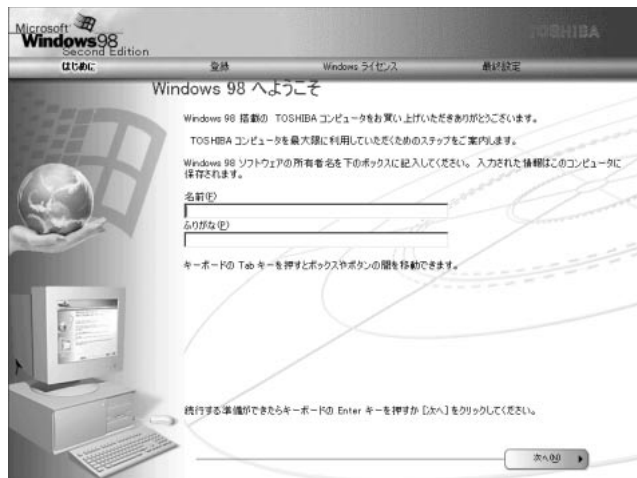 Microsoft
Windows98
Second Edition
TOSHIBA
はじめに 登録 Windows ライセンス 最終設定
Windows 98 へようこそ
Windows 98 搭載の TOSHIBA コンピュータをお買い上げいただきありがとうございます。
TOSHIBA コンピュータを最大限に利用していただくためのステップをご案内します。
Windows 98 ソフトウェアの所有者名を下のボックスに記入してください。 入力された情報はこのコンピュータに
保存されます。
名前(F)
ふりがな(P)
キーボードの Tab キーを押すとボックスやボタンの間を移動できます。
続行する準備ができたらキーボードの Enter キーを押すか [次へ] をクリックしてください。
次へ(N)